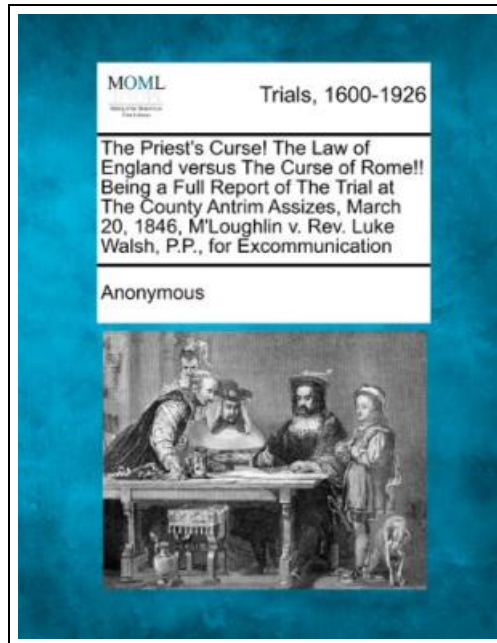 MOML
Trials, 1600-1926
The Priest's Curse! The Law of
England versus The Curse of Rome!!
Being a Full Report of The Trial at
The County Antrim Assizes, March
20, 1846, M'Loughlin v. Rev. Luke
Walsh, P.P., for Excommunication
Anonymous